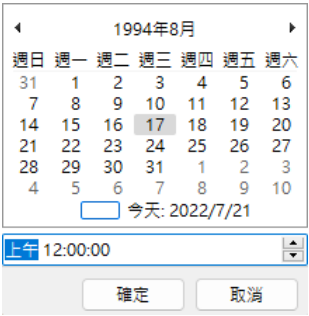 1994年8月
週日 週一 週二 週三 週四 週五 週六
31 1 2 3 4 5 6
7 8 9 10 11 12 13
14 15 16 17 18 19 20
21 22 23 24 25 26 27
28 29 30 31 1 2 3
4 5 6 7 8 9 10
今天: 2022/7/21
上午 12:00:00
確定 取消